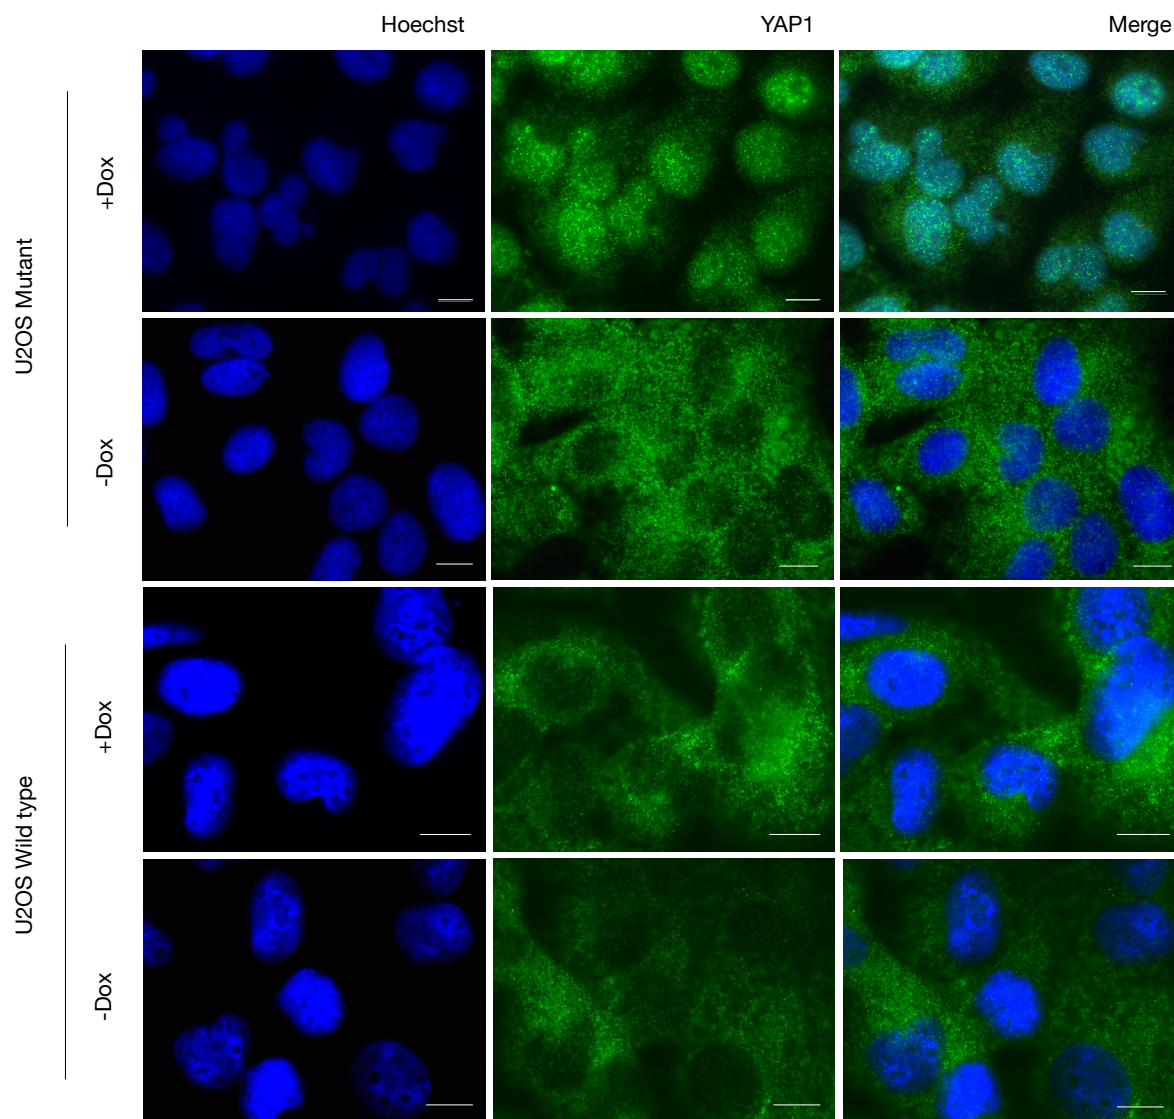 Hoechst YAP1 Merge
+Dox
U2OS Mutant
-Dox
+Dox
U2OS Wild type
-Dox